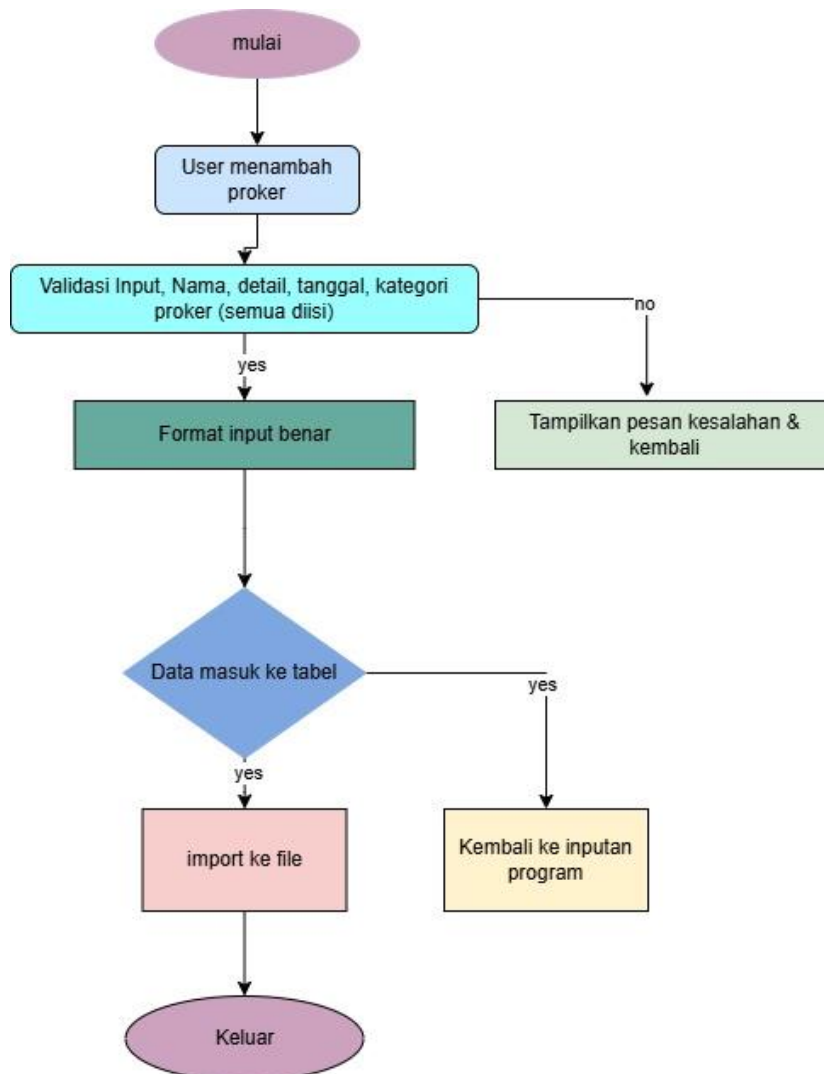 mulai
User menambah
proker
Validasi Input, Nama, detail, tanggal, kategori
proker (semua diisi)
no
yes
Format input benar
Tampilkan pesan kesalahan &
kembali
Data masuk ke tabel
yes
yes
import ke file
Kembali ke inputan
program
Keluar